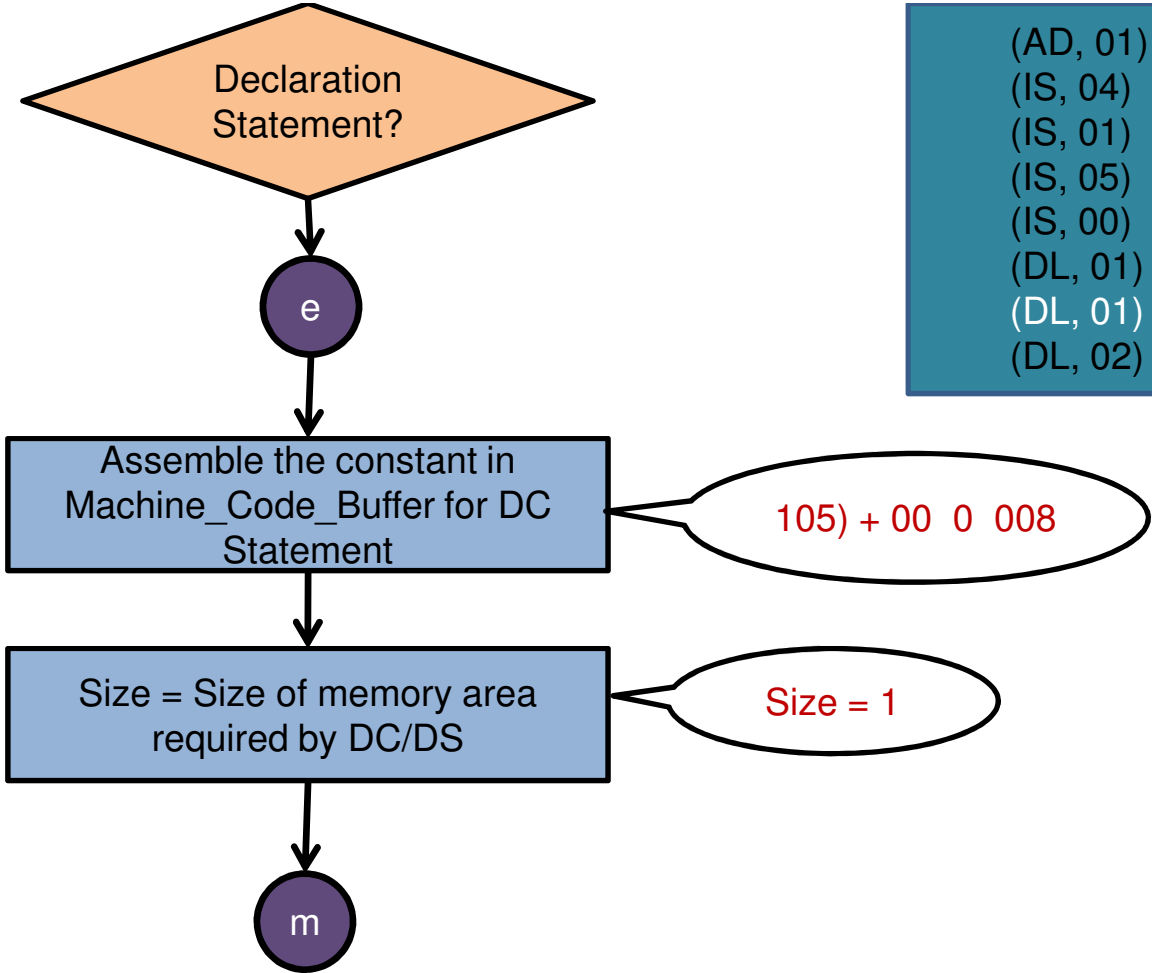 Declaration
Statement?
e
Assemble the constant in
Machine_Code_Buffer for DC
Statement
105) + 00 0 008
Size = Size of memory area
required by DC/DS
Size = 1
m
(AD, 01)
(IS, 04)
(IS, 01)
(IS, 05)
(IS, 00)
(DL, 01)
(DL, 01)
(DL, 02)